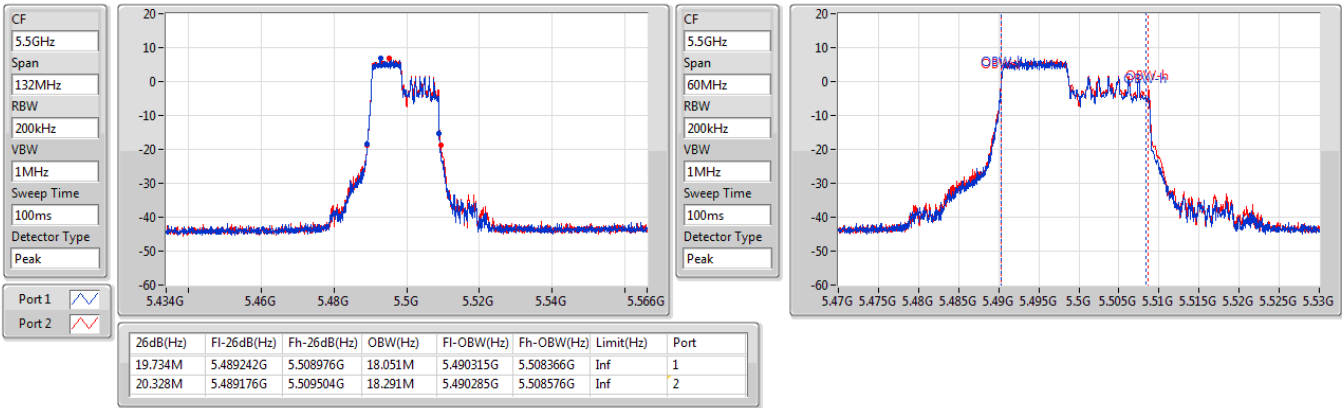 CF
5.5GHz
Span
132MHz
RBW
200kHz
VBW
1MHz
Sweep Time
100ms
Detector Type
Peak
Port 1
Port 2
20
10
0
-10
-20
-30
-40
-50
-60
5.434G 5.46G 5.48G 5.5G 5.52G 5.54G 5.566G
CF
5.5GHz
Span
60MHz
RBW
200kHz
VBW
1MHz
Sweep Time
100ms
Detector Type
Peak
20
10
0
-10
-20
-30
-40
-50
-60
OBW-l
OBW-h
5.47G 5.475G 5.48G 5.485G 5.49G 5.495G 5.5G 5.505G 5.51G 5.515G 5.52G 5.525G 5.53G
26dB(Hz) Fl-26dB(Hz) Fh-26dB(Hz) OBW(Hz) Fl-OBW(Hz) Fh-OBW(Hz) Limit(Hz) Port
19.734M 5.489242G 5.508976G 18.051M 5.490315G 5.508366G Inf 1
20.328M 5.489176G 5.509504G 18.291M 5.490285G 5.508576G Inf 2